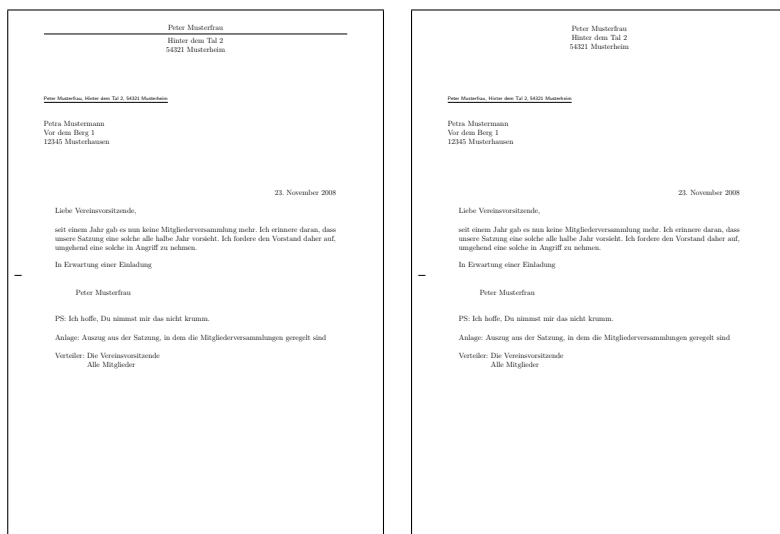 Peter Musterfrau
Hinter dem Tal 2
54321 Musterheim
Peter Musterfrau, Hinter dem Tal 2, 54321 Musterheim
Petra Mustermann
Vor dem Berg 1
12345 Musterhausen
23. November 2008
Liebe Vereinsvorsitzende,
seit einem Jahr gab es nun keine Mitgliederversammlung mehr. Ich erinnere daran, dass
unsere Satzung eine solche alle halbe Jahr vorsieht. Ich fordere den Vorstand daher auf,
umgehend eine solche in Angriff zu nehmen.
In Erwartung einer Einladung
Peter Musterfrau
PS: Ich hoffe, Du nimmst mir das nicht krumm.
Anlage: Auszug aus der Satzung, in dem die Mitgliederversammlungen geregelt sind
Verteiler: Die Vereinsvorsitzende
Alle Mitglieder
Peter Musterfrau
Hinter dem Tal 2
54321 Musterheim
Peter Musterfrau, Hinter dem Tal 2, 54321 Musterheim
Petra Mustermann
Vor dem Berg 1
12345 Musterhausen
23. November 2008
Liebe Vereinsvorsitzende,
seit einem Jahr gab es nun keine Mitgliederversammlung mehr. Ich erinnere daran, dass
unsere Satzung eine solche alle halbe Jahr vorsieht. Ich fordere den Vorstand daher auf,
umgehend eine solche in Angriff zu nehmen.
In Erwartung einer Einladung
Peter Musterfrau
PS: Ich hoffe, Du nimmst mir das nicht krumm.
Anlage: Auszug aus der Satzung, in dem die Mitgliederversammlungen geregelt sind
Verteiler: Die Vereinsvorsitzende
Alle Mitglieder